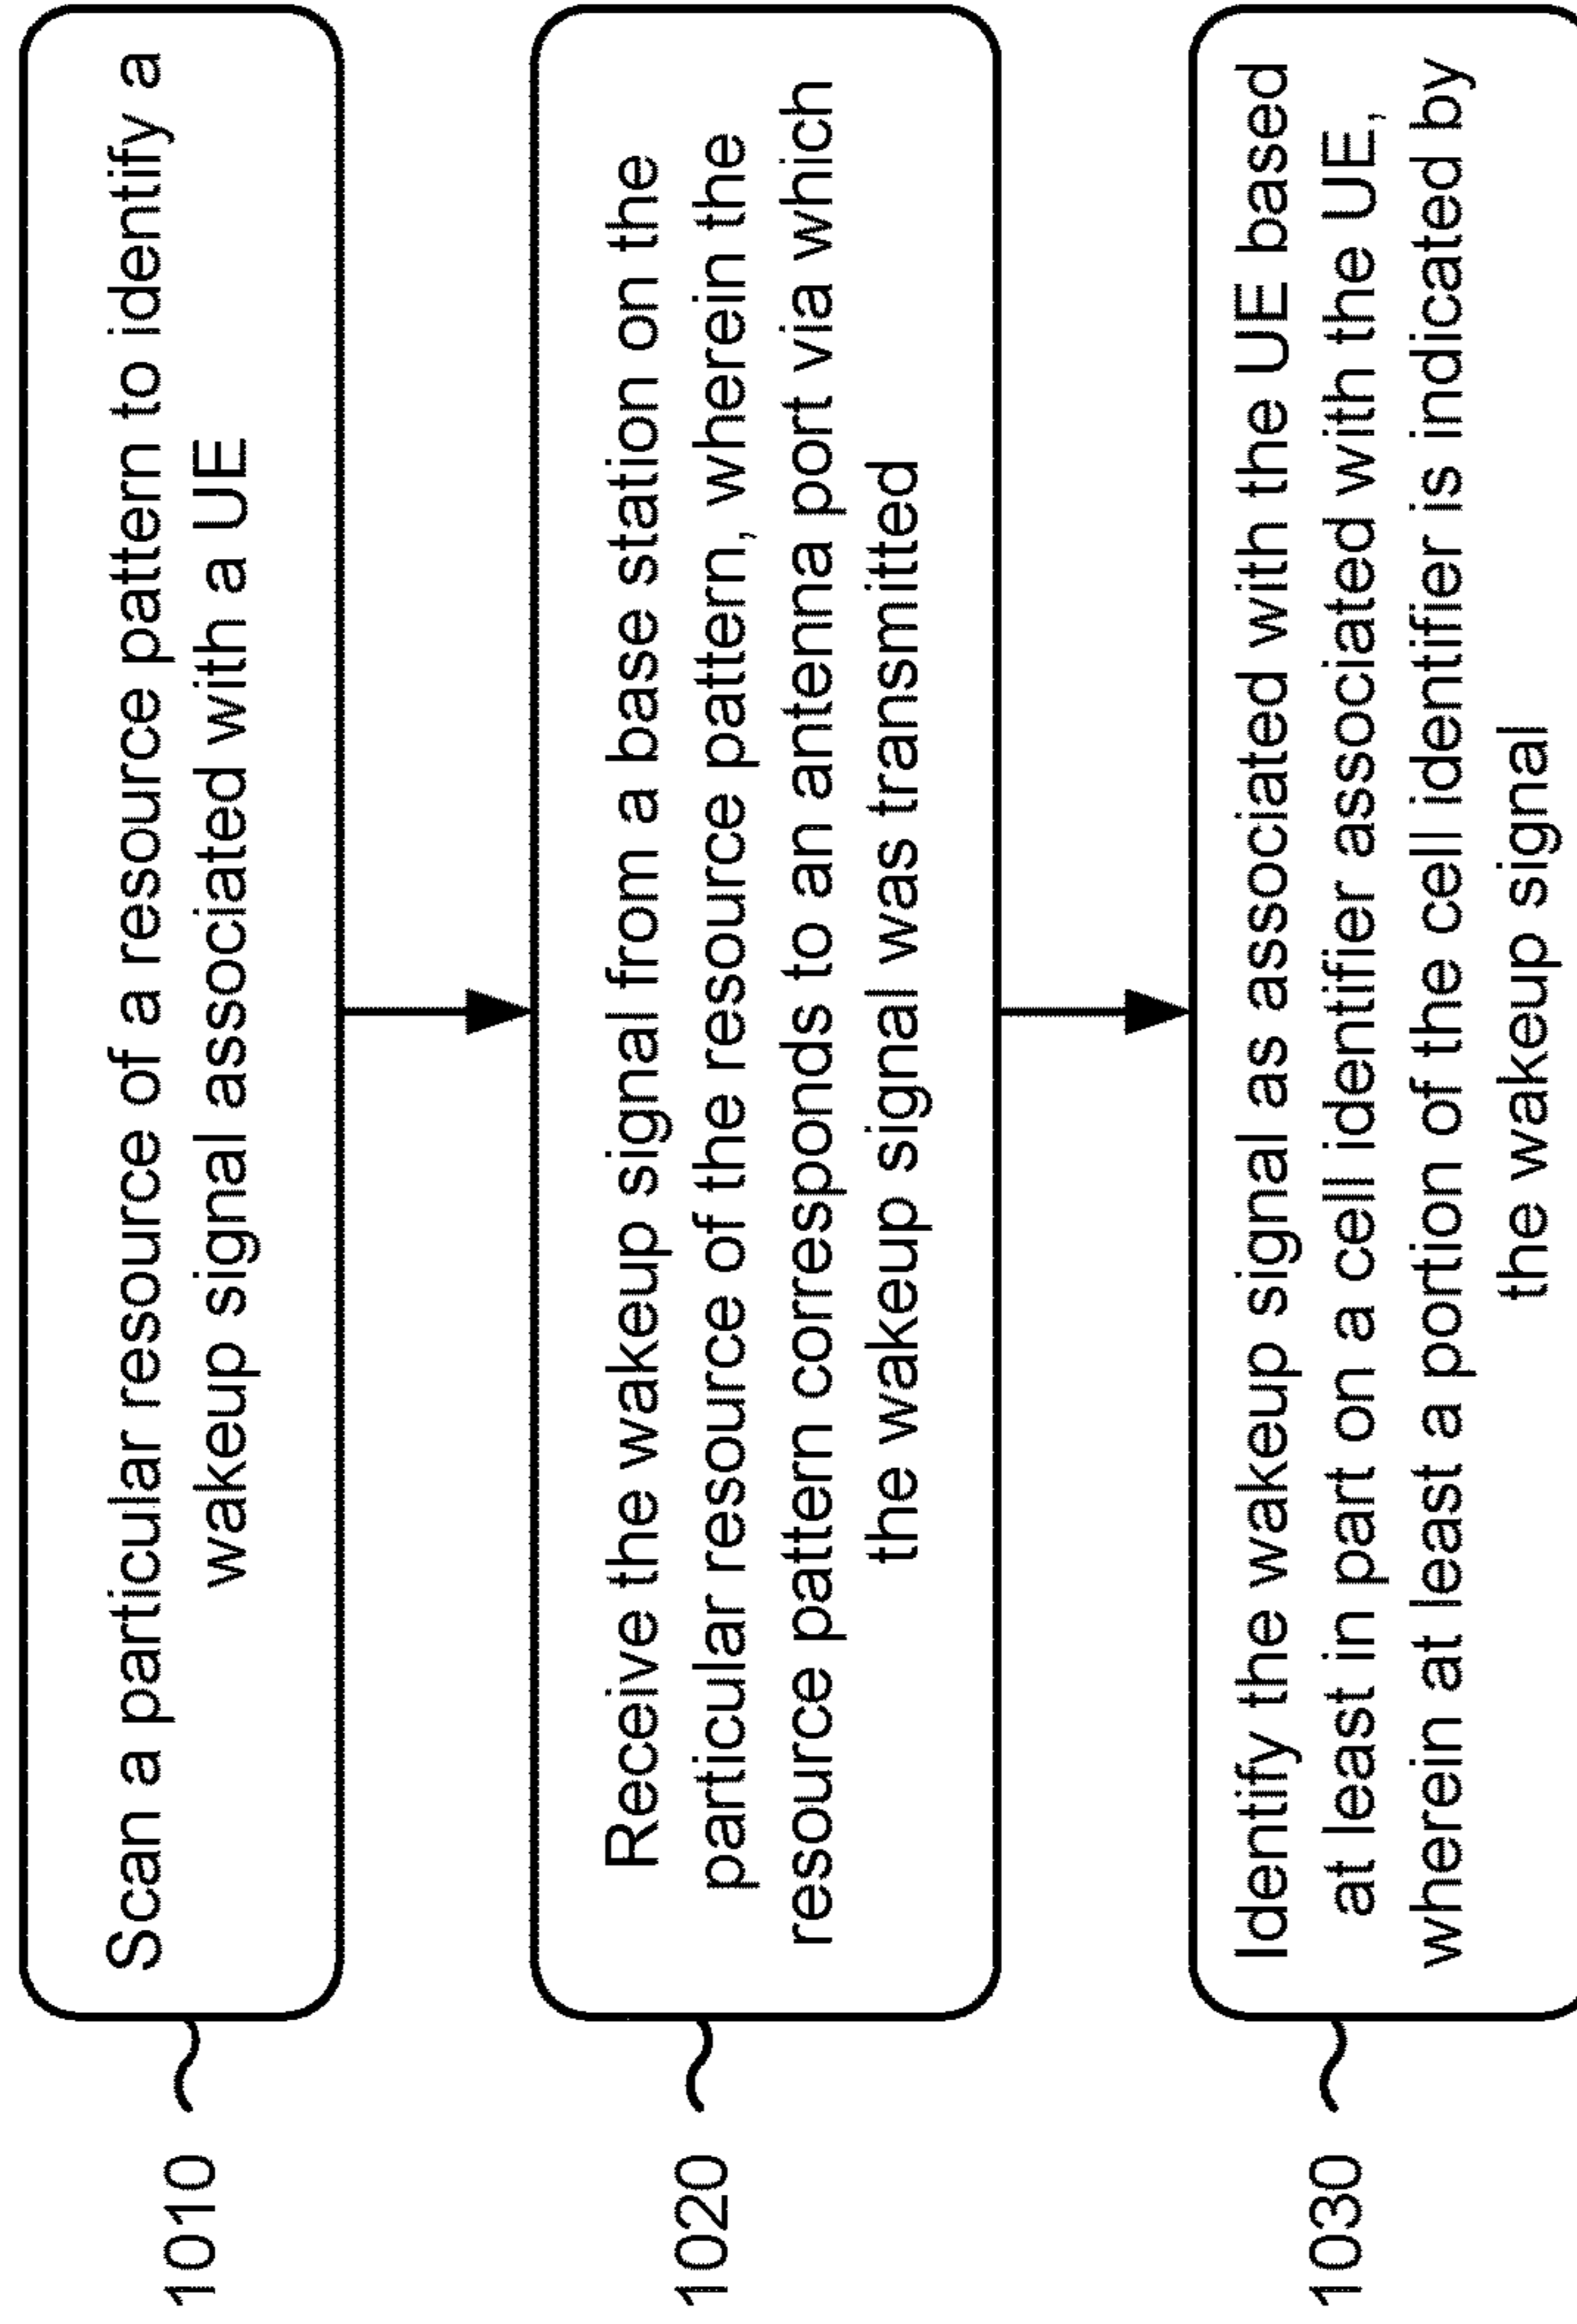 1010
Scan a particular resource of a resource pattern to identify a
wakeup signal associated with a UE
1020
Receive the wakeup signal from a base station on the
particular resource of the resource pattern, wherein the
resource pattern corresponds to an antenna port via which
the wakeup signal was transmitted
1030
Identify the wakeup signal as associated with the UE based
at least in part on a cell identifier associated with the UE,
wherein at least a portion of the cell identifier is indicated by
the wakeup signal